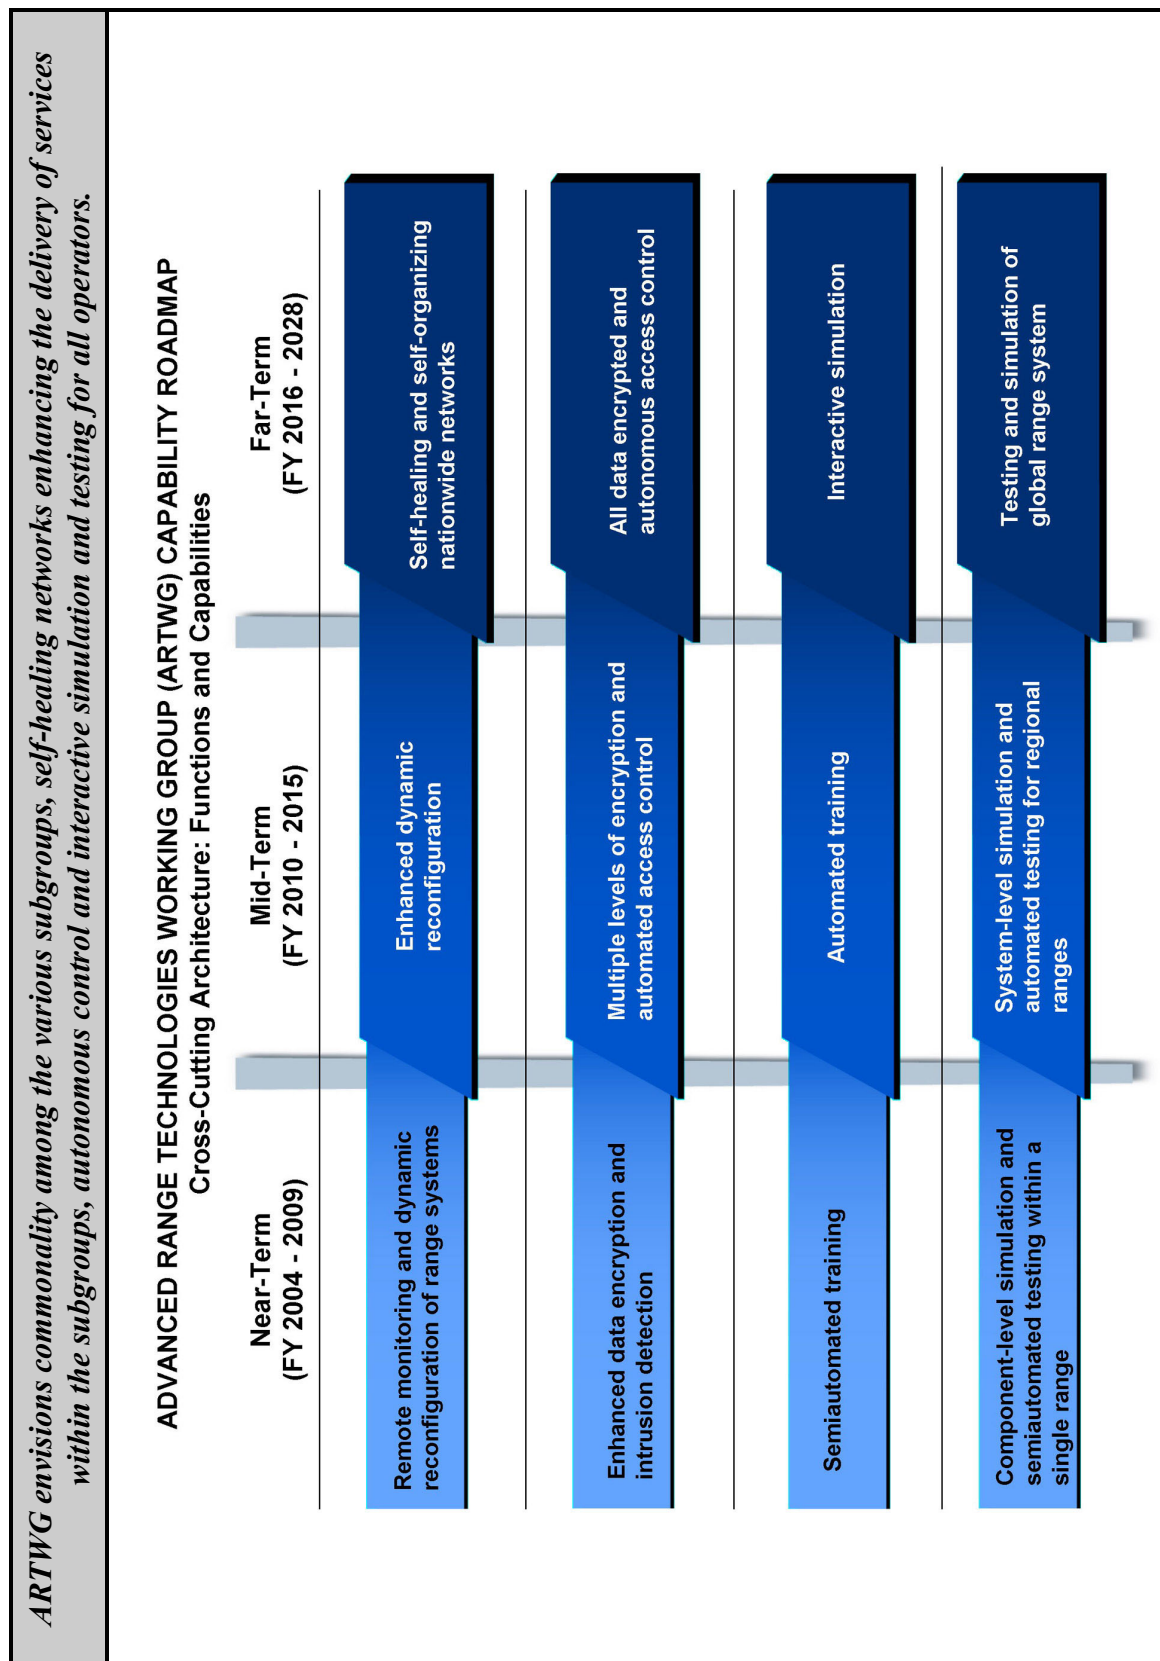 ARTWG envisions commonality among the various subgroups, self-healing networks enhancing the delivery of services
within the subgroups, autonomous control and interactive simulation and testing for all operators.
ADVANCED RANGE TECHNOLOGIES WORKING GROUP (ARTWG) CAPABILITY ROADMAP
Cross-Cutting Architecture: Functions and Capabilities
Near-Term
(FY 2004 - 2009)
Mid-Term
(FY 2010 - 2015)
Far-Term
(FY 2016 - 2028)
Remote monitoring and dynamic
reconfiguration of range systems
Enhanced dynamic
reconfiguration
Self-healing and self-organizing
nationwide networks
Enhanced data encryption and
intrusion detection
Multiple levels of encryption and
automated access control
All data encrypted and
autonomous access control
Semiautomated training
Automated training
Interactive simulation
Component-level simulation and
semiautomated testing within a
single range
System-level simulation and
automated testing for regional
ranges
Testing and simulation of
global range system